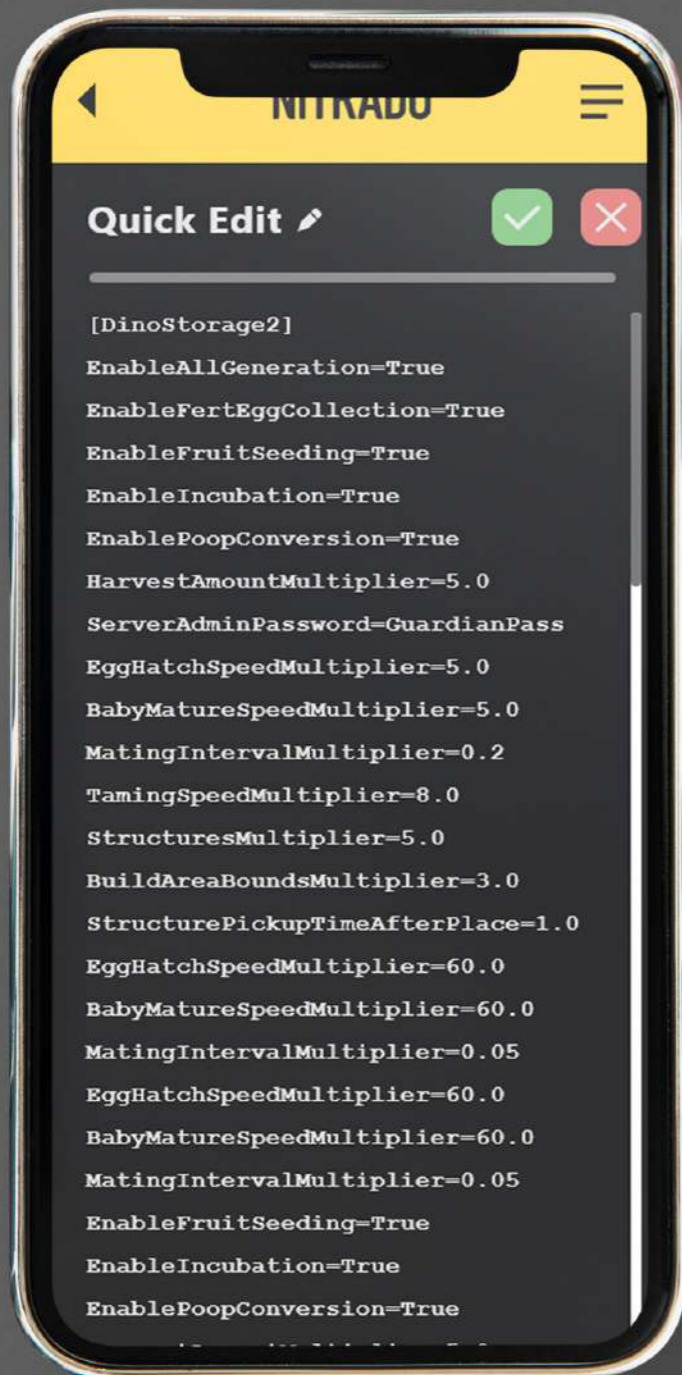 NITRADO
Quick Edit
[DinoStorage2]
EnableAllGeneration=True
EnableFertEggCollection=True
EnableFruitSeeding=True
EnableIncubation=True
EnablePoopConversion=True
HarvestAmountMultiplier=5.0
ServerAdminPassword=GuardianPass
EggHatchSpeedMultiplier=5.0
BabyMatureSpeedMultiplier=5.0
MatingIntervalMultiplier=0.2
TamingSpeedMultiplier=8.0
StructuresMultiplier=5.0
BuildAreaBoundsMultiplier=3.0
StructurePickupTimeAfterPlace=1.0
EggHatchSpeedMultiplier=60.0
BabyMatureSpeedMultiplier=60.0
MatingIntervalMultiplier=0.05
EggHatchSpeedMultiplier=60.0
BabyMatureSpeedMultiplier=60.0
MatingIntervalMultiplier=0.05
EnableFruitSeeding=True
EnableIncubation=True
EnablePoopConversion=True